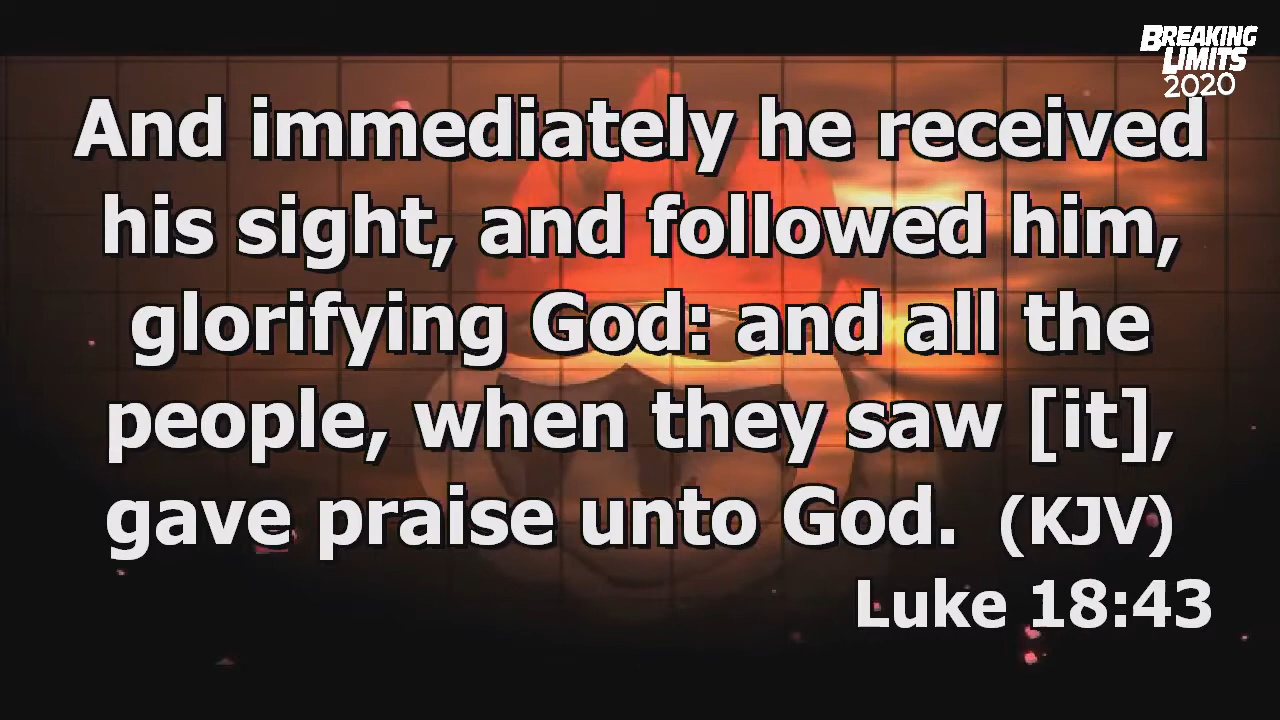 BREAKING
LIMITS
2020
And immediately he received
his sight, and followed him,
glorifying God: and all the
people, when they saw [it],
gave praise unto God. (KJV)
Luke 18:43